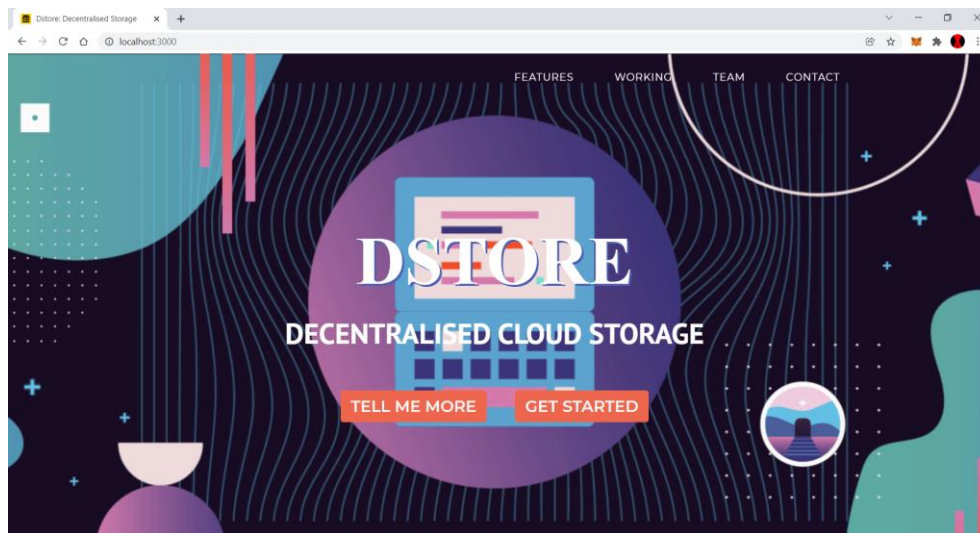 Dstore: Decentralised Storage
localhost:3000
FEATURES WORKING TEAM CONTACT
DSTORE
DECENTRALISED CLOUD STORAGE
TELL ME MORE GET STARTED